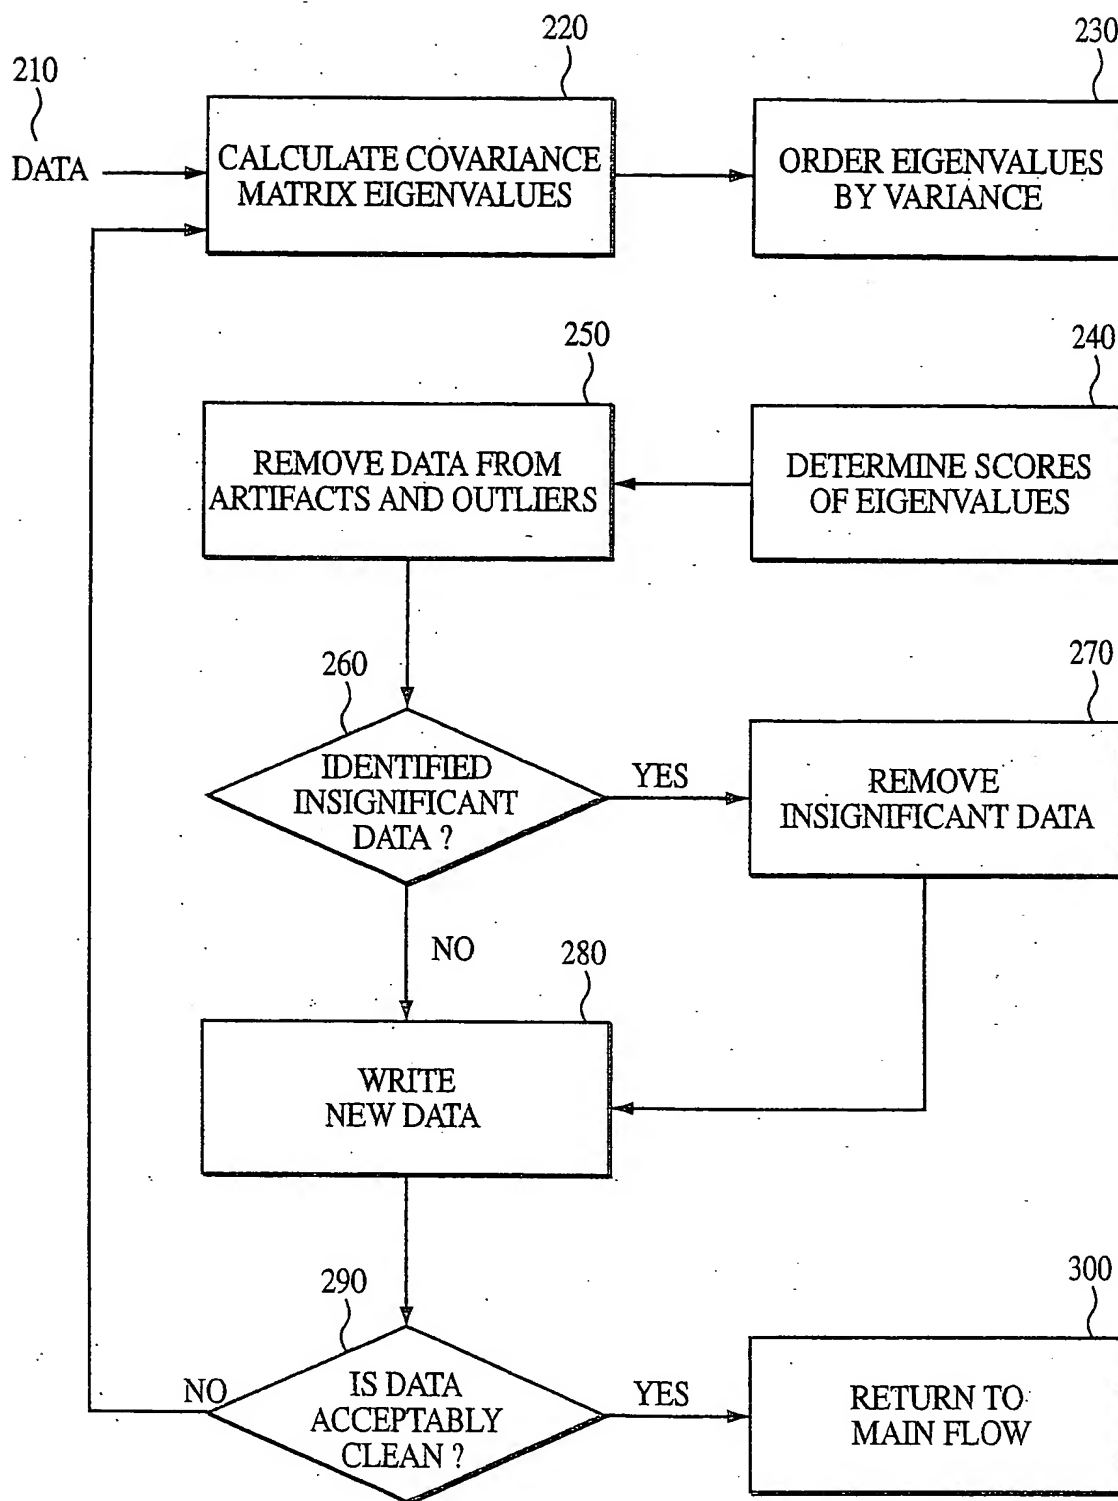 210
DATA
220
CALCULATE COVARIANCE
MATRIX EIGENVALUES
230
ORDER EIGENVALUES
BY VARIANCE
250
REMOVE DATA FROM
ARTIFACTS AND OUTLIERS
240
DETERMINE SCORES
OF EIGENVALUES
260
IDENTIFIED
INSIGNIFICANT
DATA ?
YES
270
REMOVE
INSIGNIFICANT DATA
NO
280
WRITE
NEW DATA
290
IS DATA
ACCEPTABLY
CLEAN ?
NO
YES
300
RETURN TO
MAIN FLOW